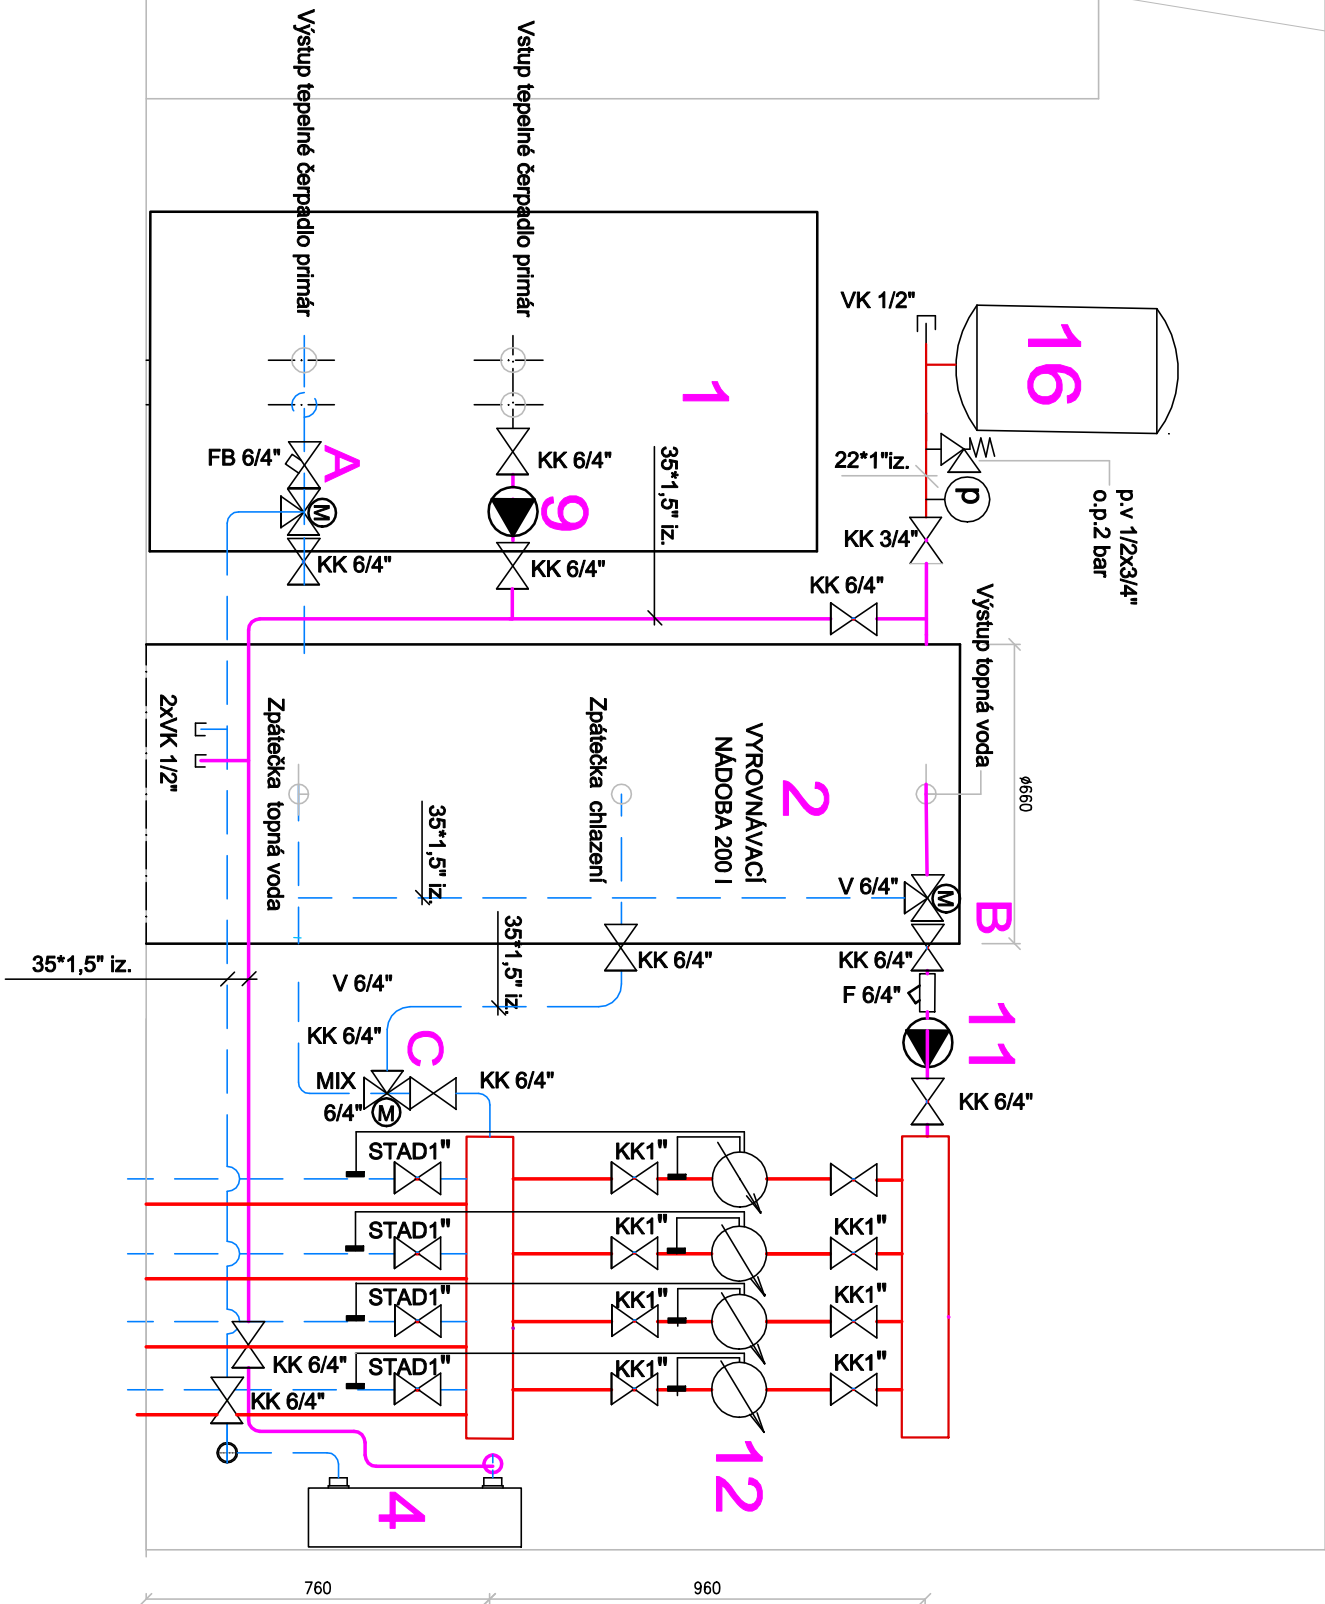 Výstup tepelné čerpadlo primár
Vstup tepelné čerpadlo primár
VK 1/2"
16
1
35*1,5" iz.
FB 6/4"
A
KK 6/4"
9
22*1"iz.
p
p.v 1/2x3/4"
o.p.2 bar
M
KK 6/4"
KK 6/4"
KK 3/4"
KK 6/4"
Výstup topná voda
2xVK 1/2"
Zpátečka topná voda
Zpátečka chlazení
VYROVNÁVACÍ
NÁDOBA 200 l
2
ø660
35*1,5" iz.
V 6/4"
M
B
35*1,5" iz.
35*1,5" iz.
KK 6/4"
KK 6/4"
V 6/4"
F 6/4"
11
KK 6/4"
C
MIX
6/4"
M
KK 6/4"
KK 6/4"
STAD1"
KK1"
STAD1"
KK1"
KK1"
STAD1"
KK1"
KK1"
STAD1"
KK1"
KK1"
KK 6/4"
KK 6/4"
12
4
760
960